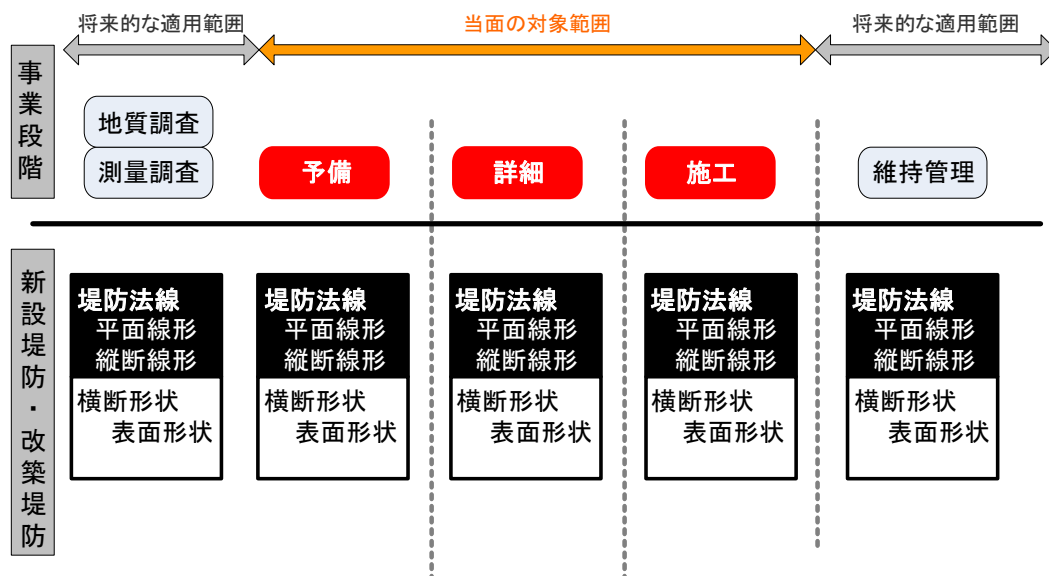 将来的な適用範囲
当面の対象範囲
将来的な適用範囲
事業段階
地質調査
測量調査
予備
詳細
施工
維持管理
新設堤防・改築堤防
堤防法線
平面線形
縦断線形
横断形状
表面形状
堤防法線
平面線形
縦断線形
横断形状
表面形状
堤防法線
平面線形
縦断線形
横断形状
表面形状
堤防法線
平面線形
縦断線形
横断形状
表面形状
堤防法線
平面線形
縦断線形
横断形状
表面形状